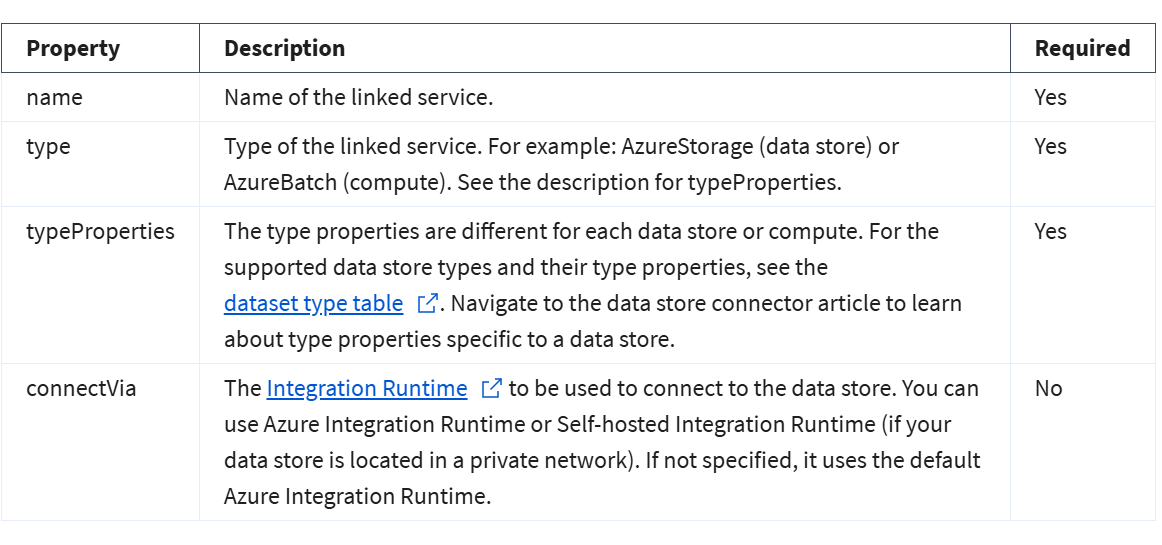 Property Description Required
name Name of the linked service. Yes
type Type of the linked service. For example: AzureStorage (data store) or Yes
AzureBatch (compute). See the description for typeProperties.
typeProperties The type properties are different for each data store or compute. For the Yes
supported data store types and their type properties, see the
dataset type table . Navigate to the data store connector article to learn
about type properties specific to a data store.
connectVia The Integration Runtime to be used to connect to the data store. You can No
use Azure Integration Runtime or Self-hosted Integration Runtime (if your
data store is located in a private network). If not specified, it uses the default
Azure Integration Runtime.